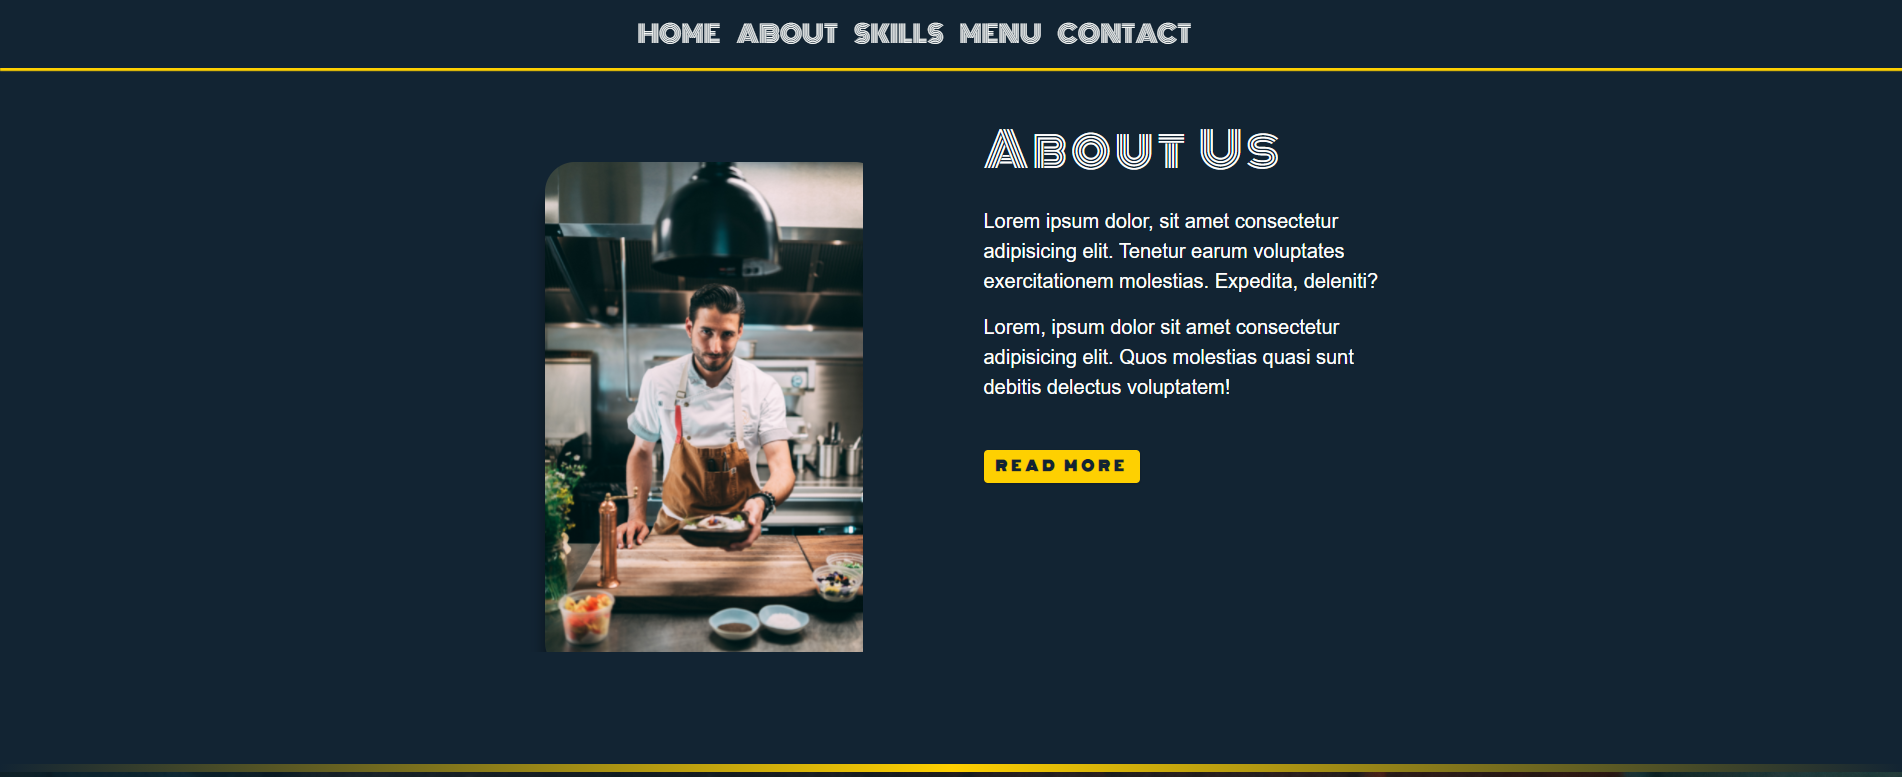 HOME ABOUT SKILLS MENU CONTACT
About Us
Lorem ipsum dolor, sit amet consectetur
adipisicing elit. Tenetur earum voluptates
exercitationem molestias. Expedita, deleniti?
Lorem, ipsum dolor sit amet consectetur
adipisicing elit. Quos molestias quasi sunt
debitis delectus voluptatem!
READ MORE